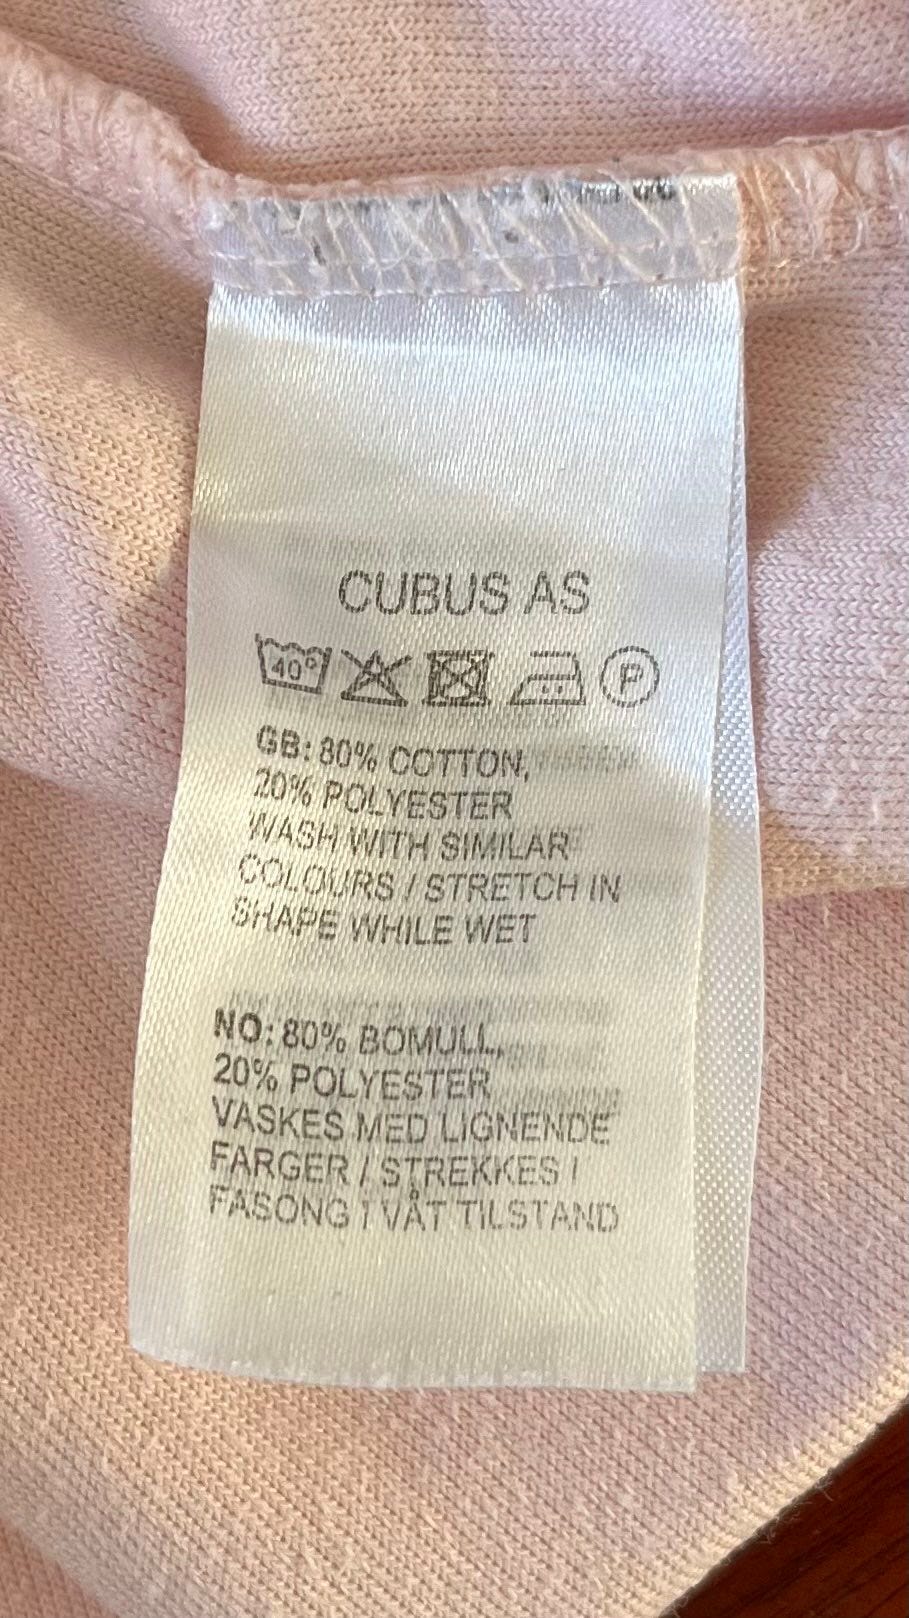 CUBUS AS
40°
P
GB: 80% COTTON,
20% POLYESTER
WASH WITH SIMILAR
COLOURS / STRETCH IN
SHAPE WHILE WET
NO: 80% BOMULL,
20% POLYESTER
VASKES MED LIGNENDE
FARGER / STREKKES I
FASONG I VÅT TILSTAND